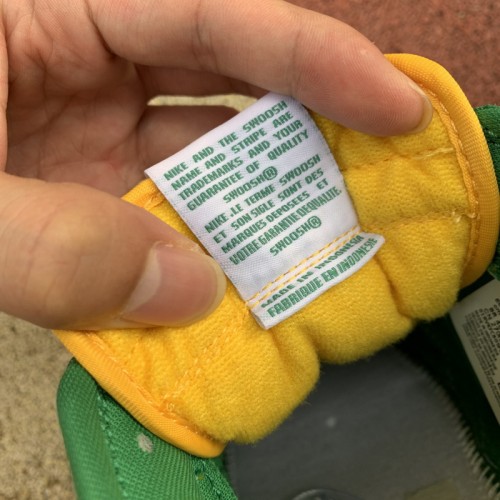 NIKE AND THE SWOOSH
NAME AND STRIPE ARE
TRADEMARKS AND YOUR
GUARANTEE OF QUALITY
SWOOSH®
NIKE, LE TERME SWOOSH
ET SON SIGLE SONT DES
MARQUES DEPOSEES ET
VOTRE GARANTIE DE QUALITE.
SWOOSH®
MADE IN INDONESIA
FABRIQUE EN INDONESIE